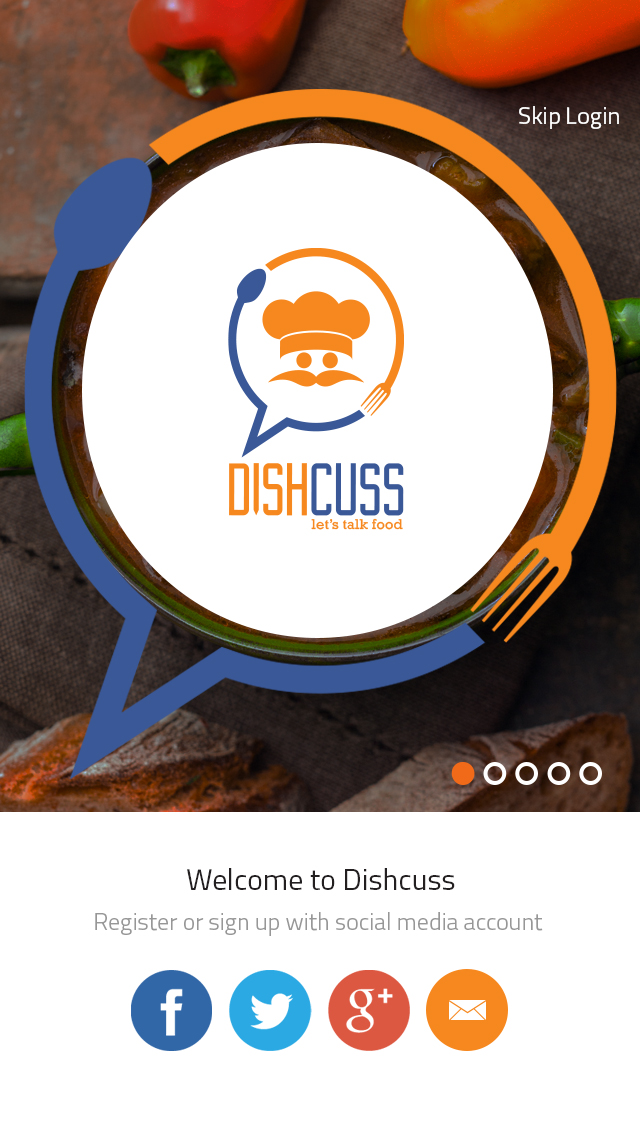 Skip Login
DISHCUSS
let's talk food
Welcome to Dishcuss
Register or sign up with social media account
f
g+